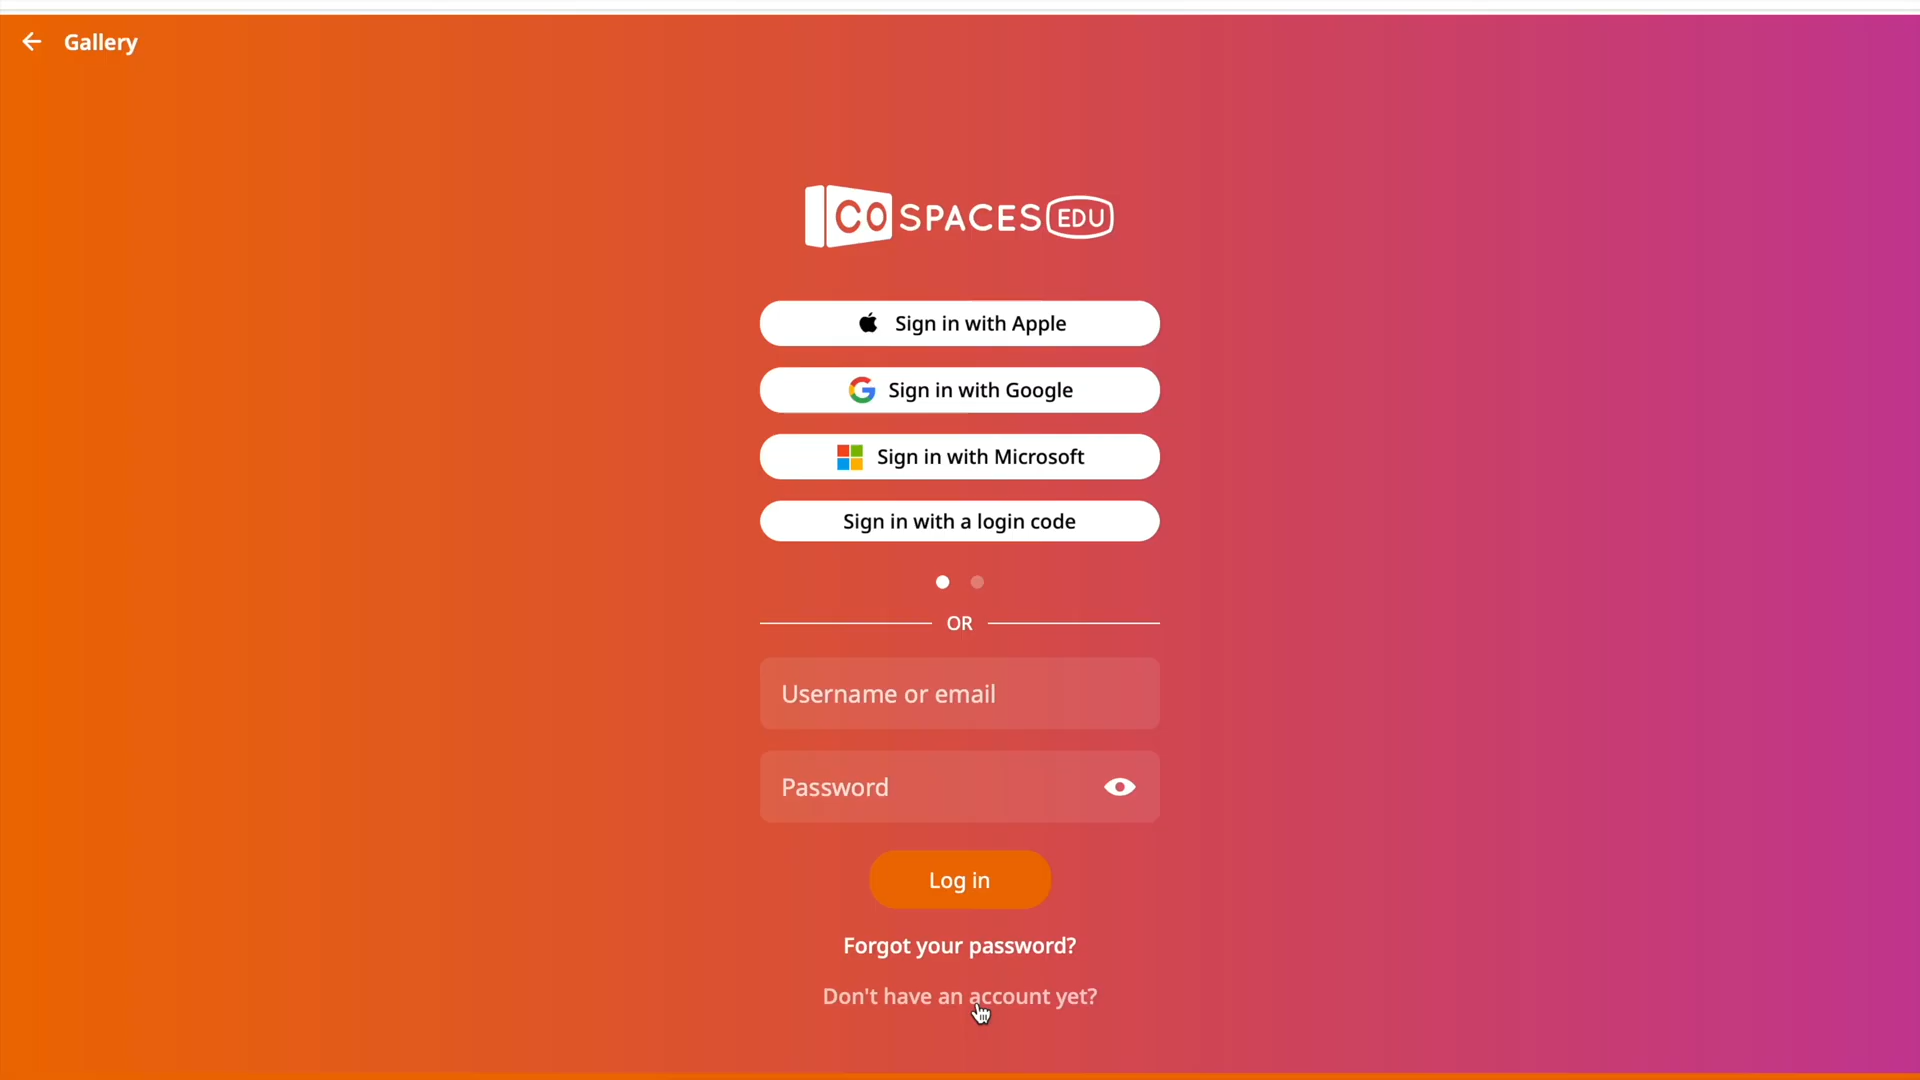 Gallery
CO SPACES EDU
Sign in with Apple
Sign in with Google
Sign in with Microsoft
Sign in with a login code
OR
Username or email
Password
Log in
Forgot your password?
Don't have an account yet?